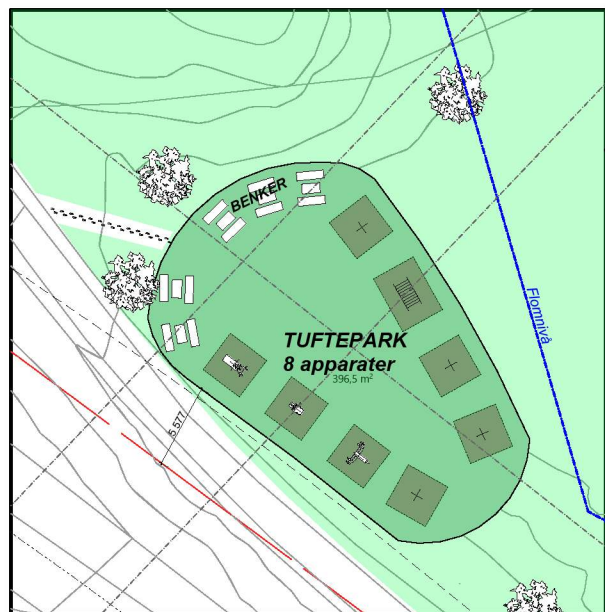 BENKER
Flomnivå
TUFTEPARK
8 apparater
396,5 m²
5 577